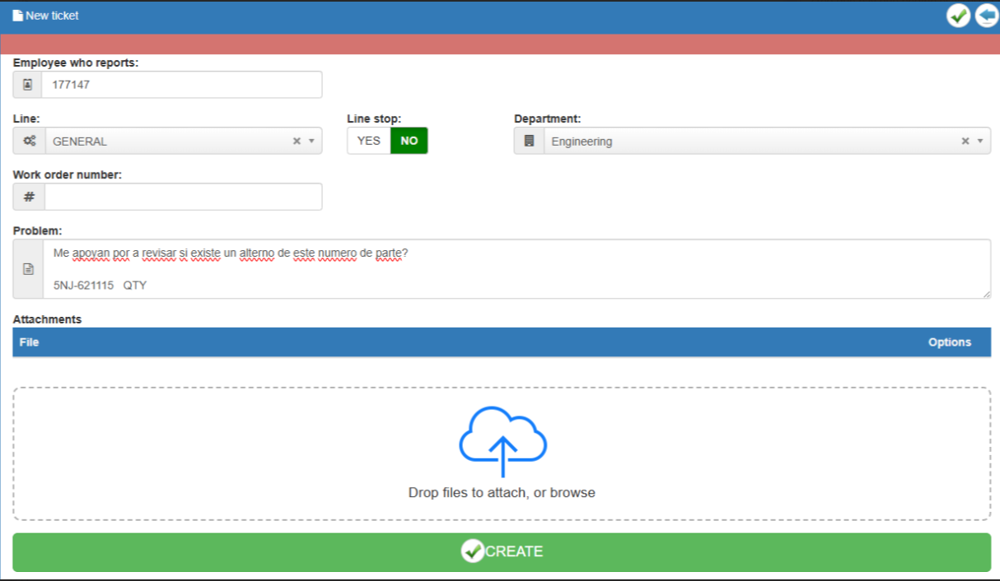 New ticket
Employee who reports:
177147
Line:
Line stop:
Department:
GENERAL
YES NO
Engineering
Work order number:
#
Problem:
Me apoyan por a revisar si existe un alterno de este numero de parte?
5NJ-621115 QTY
Attachments
File
Options
Drop files to attach, or browse
CREATE